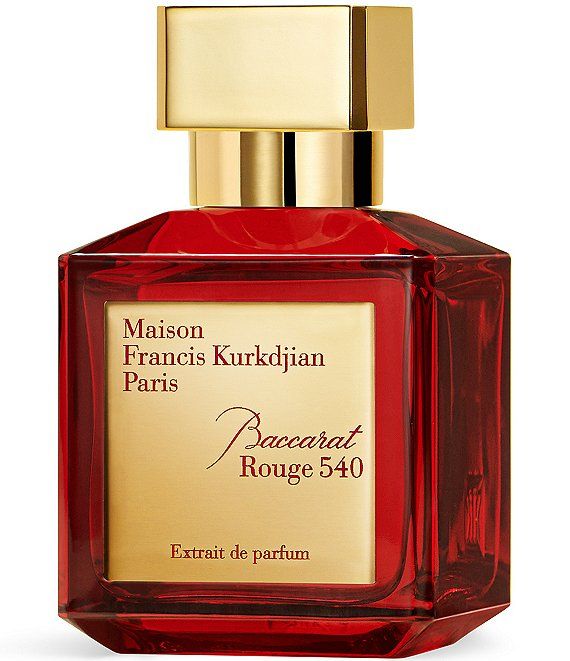 Maison
Francis Kurkdjian
Paris
Baccarat
Rouge 540
Extrait de parfum